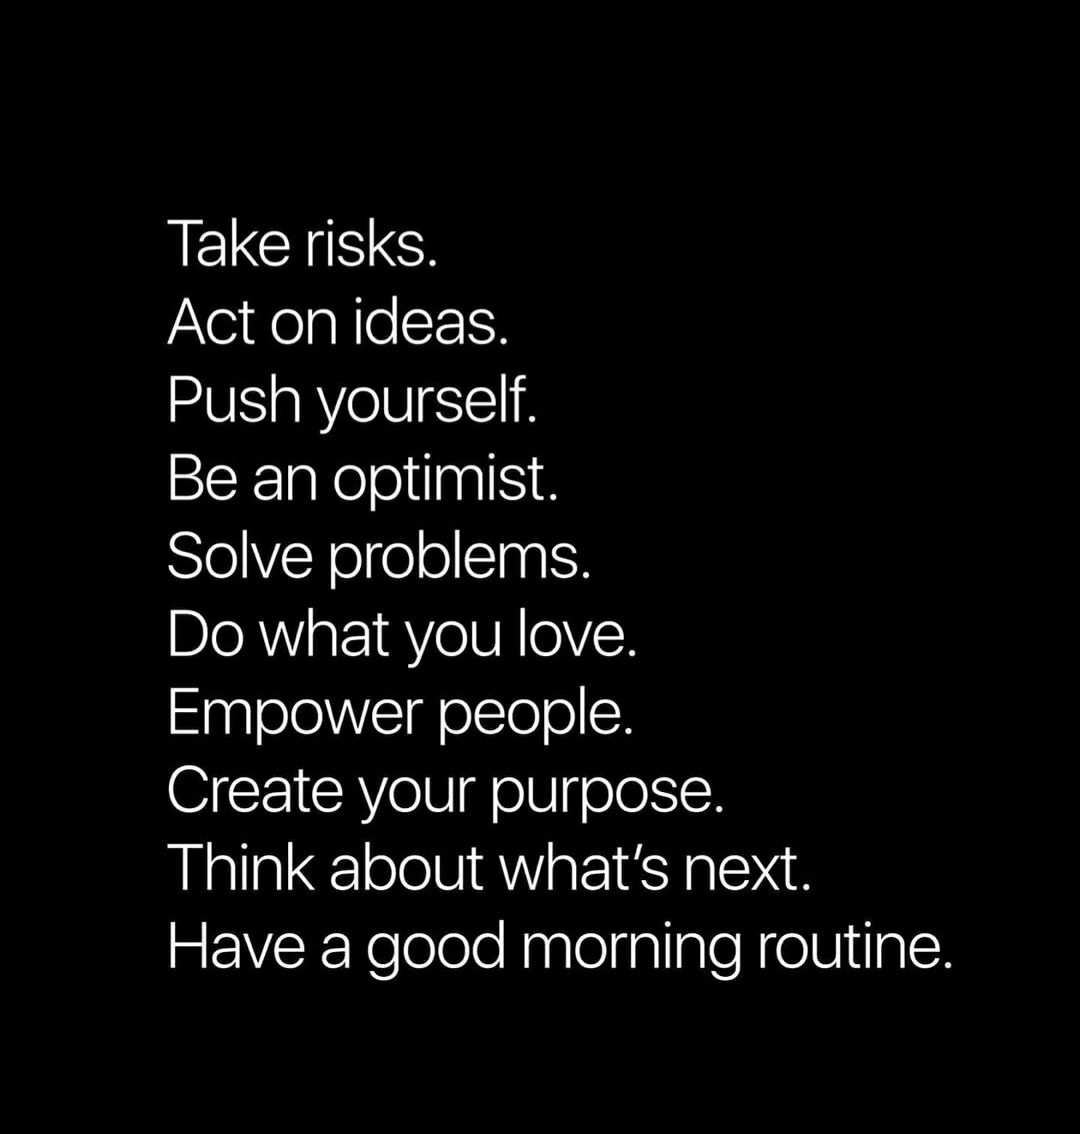 Take risks.
Act on ideas.
Push yourself.
Be an optimist.
Solve problems.
Do what you love.
Empower people.
Create your purpose.
Think about what’s next.
Have a good morning routine.